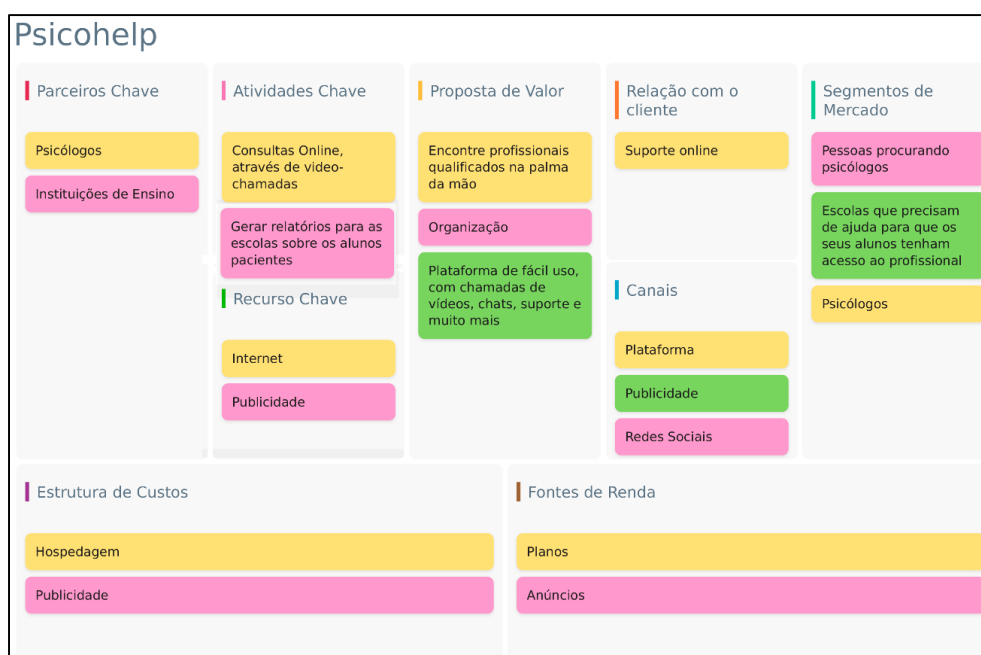 Psicohelp
Parceiros Chave
Psicólogos
Instituições de Ensino
Atividades Chave
Consultas Online,
através de video-
chamadas
Gerar relatórios para as
escolas sobre os alunos
pacientes
Recurso Chave
Internet
Publicidade
Proposta de Valor
Encontre profissionais
qualificados na palma
da mão
Organização
Plataforma de fácil uso,
com chamadas de
vídeos, chats, suporte e
muito mais
Relação com o
cliente
Suporte online
Canais
Plataforma
Publicidade
Redes Sociais
Segmentos de
Mercado
Pessoas procurando
psicólogos
Escolas que precisam
de ajuda para que os
seus alunos tenham
acesso ao profissional
Psicólogos
Estrutura de Custos
Hospedagem
Publicidade
Fontes de Renda
Planos
Anúncios